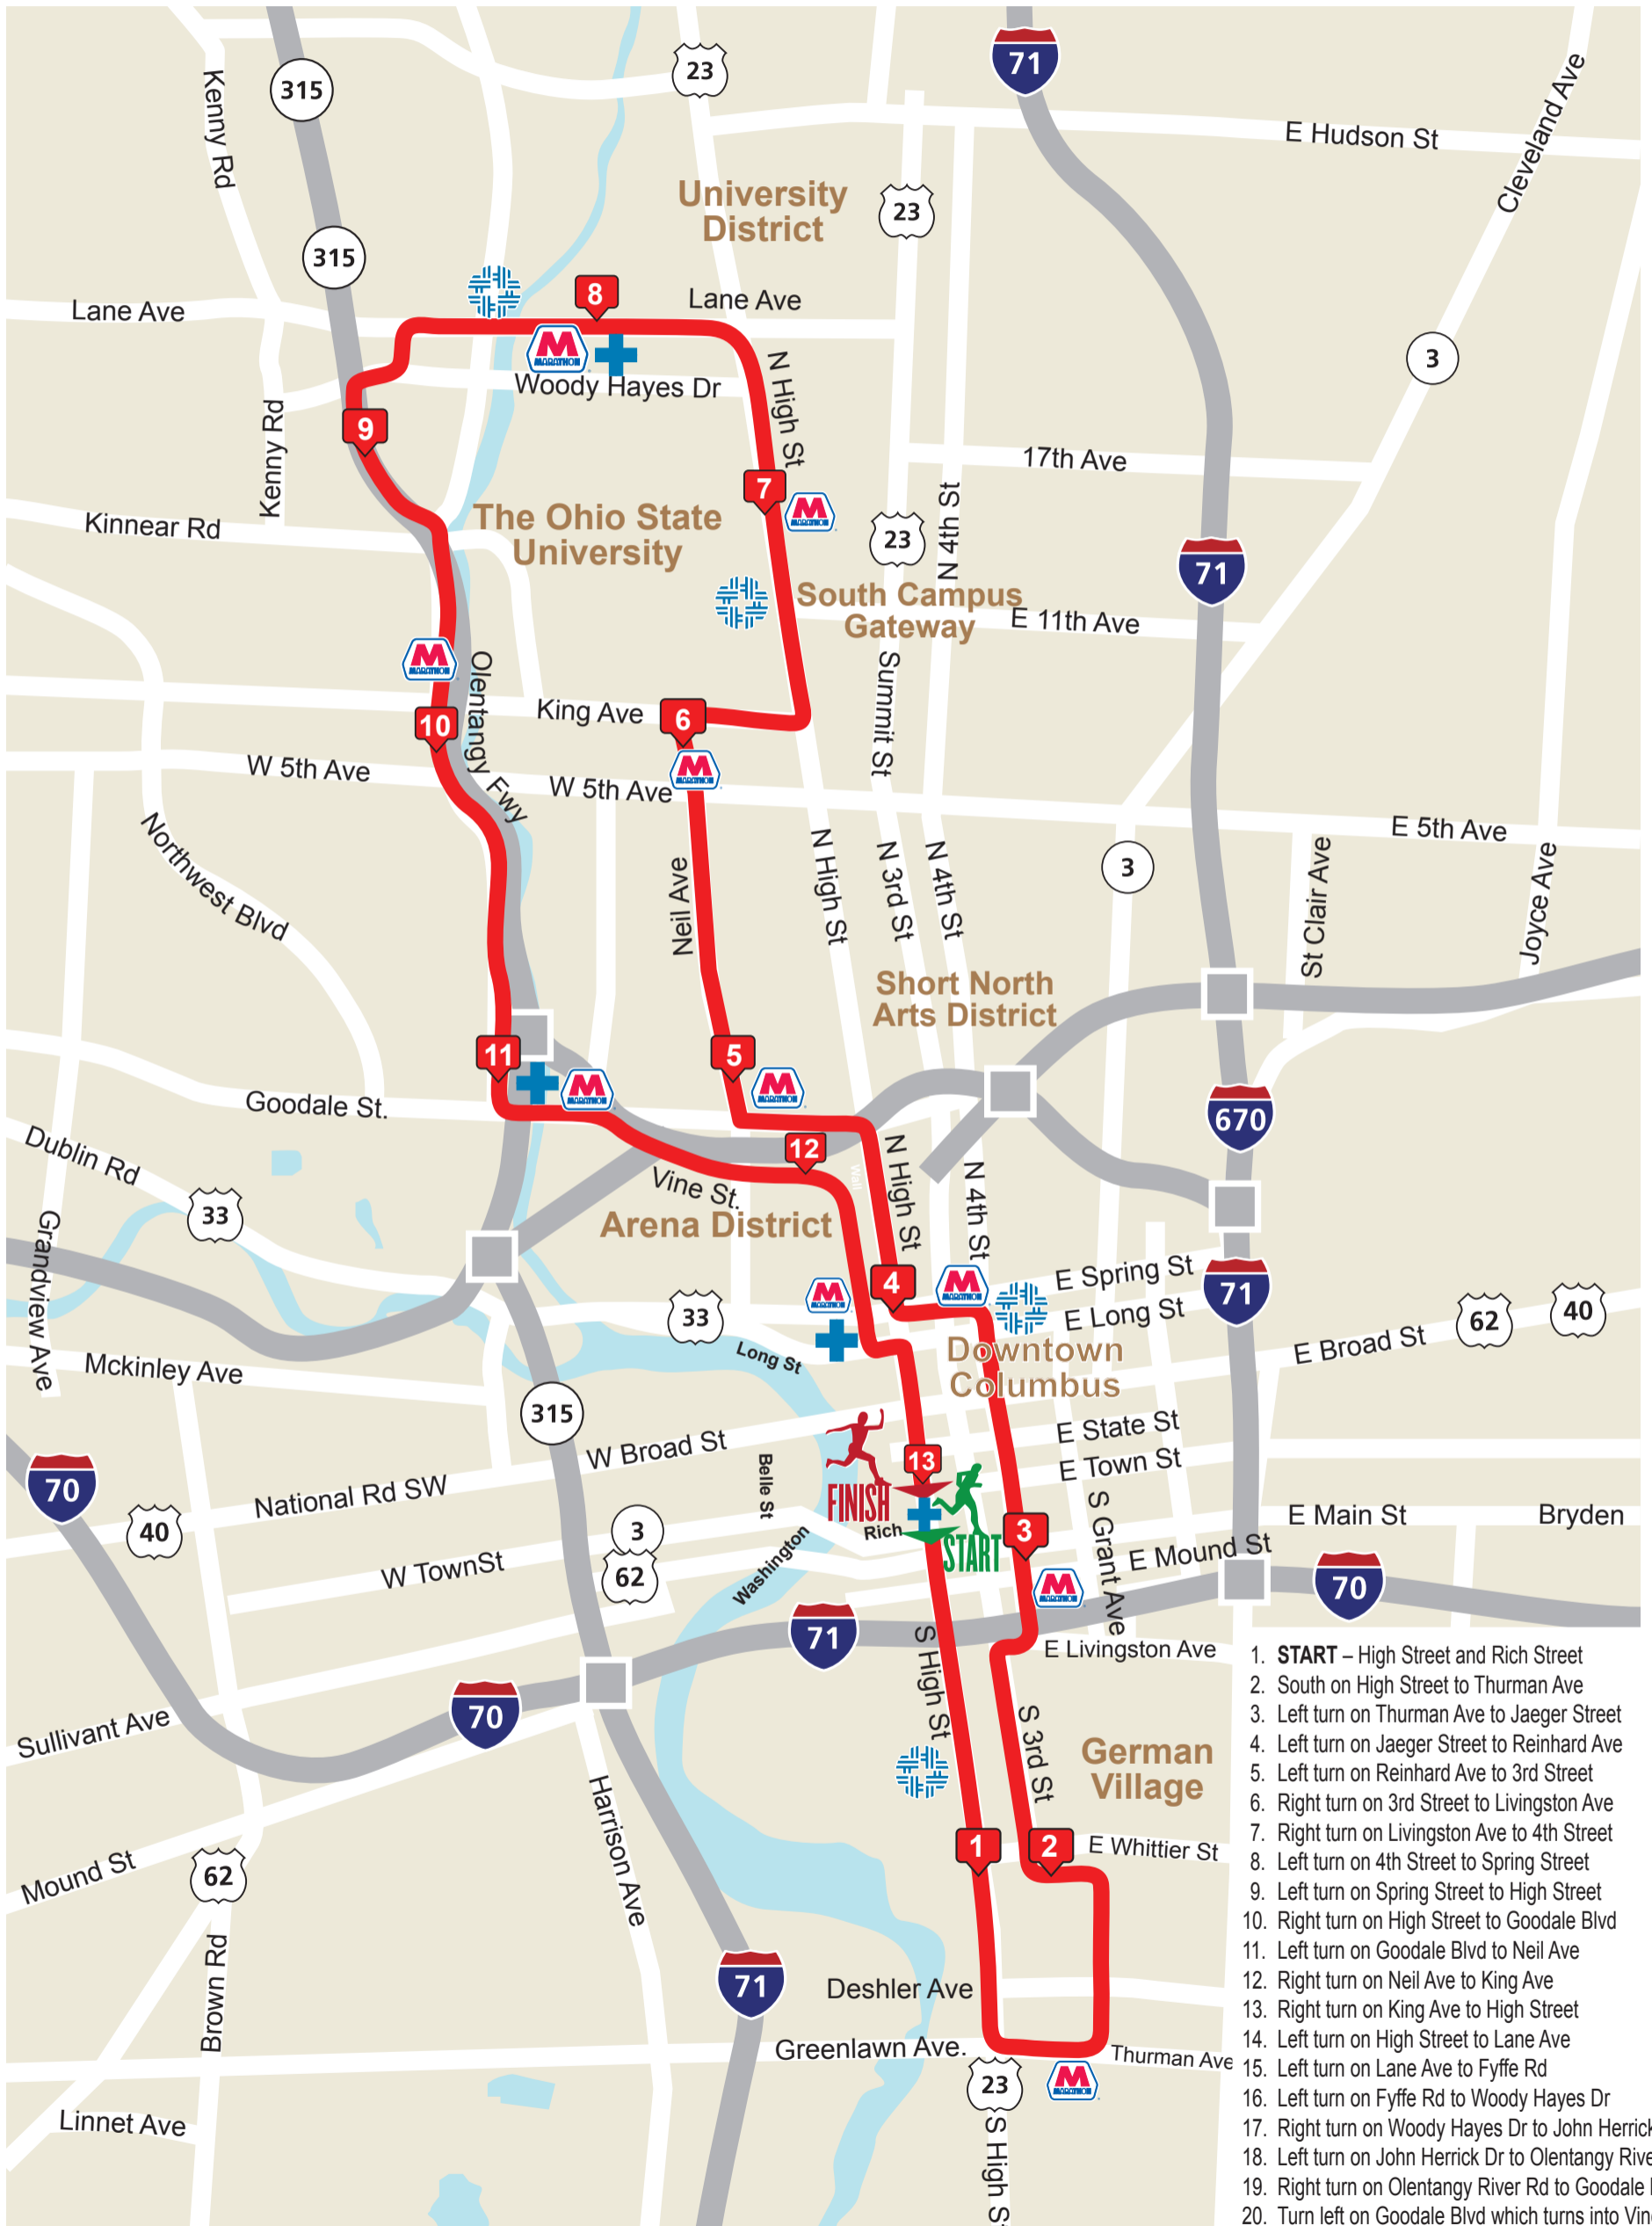 Kenny Rd
315
23
71
E Hudson St
Cleveland Ave
University
District
23
315
Lane Ave
8
Lane Ave
MARATHON
Woody Hayes Dr
N High St
3
9
Kenny Rd
17th Ave
7
MARATHON
Kinnear Rd
The Ohio State
University
23
N 4th St
71
South Campus
Gateway
E 11th Ave
MARATHON
Olentangy Fwy
Summit St
King Ave
6
10
W 5th Ave
MARATHON
W 5th Ave
E 5th Ave
Northwest Blvd
Neil Ave
N High St
N 3rd St
N 4th St
3
St Clair Ave
Joyce Ave
Short North
Arts District
11
5
MARATHON
MARATHON
Goodale St.
670
Dublin Rd
12
Wall
N High St
N 4th St
Vine St.
33
Arena District
Grandview Ave
4
MARATHON
MARATHON
E Spring St
71
E Long St
33
62
40
Long St
Downtown
Columbus
E Broad St
Mckinley Ave
315
W Broad St
E State St
E Town St
13
70
National Rd SW
Belle St
FINISH
START
Rich
3
S Grant Ave
E Main St
Bryden
40
3
62
W TownSt
Washington
E Mound St
MARATHON
70
71
S High St
E Livingston Ave
Sullivant Ave
70
S 3rd St
German
Village
Harrison Ave
1
2
E Whittier St
Mound St
62
Brown Rd
71
Deshler Ave
Greenlawn Ave.
Thurman Ave
23
MARATHON
Linnet Ave
S High S
1. START – High Street and Rich Street
2. South on High Street to Thurman Ave
3. Left turn on Thurman Ave to Jaeger Street
4. Left turn on Jaeger Street to Reinhard Ave
5. Left turn on Reinhard Ave to 3rd Street
6. Right turn on 3rd Street to Livingston Ave
7. Right turn on Livingston Ave to 4th Street
8. Left turn on 4th Street to Spring Street
9. Left turn on Spring Street to High Street
10. Right turn on High Street to Goodale Blvd
11. Left turn on Goodale Blvd to Neil Ave
12. Right turn on Neil Ave to King Ave
13. Right turn on King Ave to High Street
14. Left turn on High Street to Lane Ave
15. Left turn on Lane Ave to Fyffe Rd
16. Left turn on Fyffe Rd to Woody Hayes Dr
17. Right turn on Woody Hayes Dr to John Herrick
18. Left turn on John Herrick Dr to Olentangy Rive
19. Right turn on Olentangy River Rd to Goodale
20. Turn left on Goodale Blvd which turns into Vin